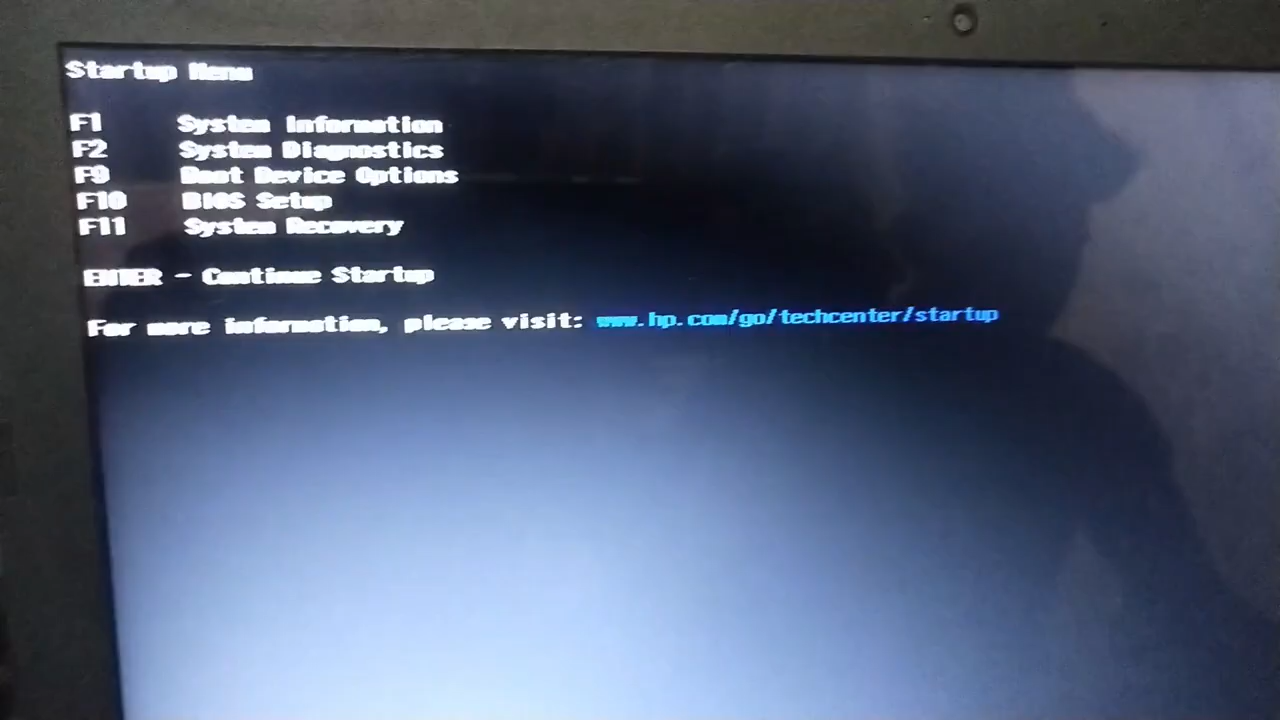 Startup Menu
F1 System Information
F2 System Diagnostics
F9 Boot Device Options
F10 BIOS Setup
F11 System Recovery
ENTER - Continue Startup
For more information, please visit: www.hp.com/go/techcenter/startup